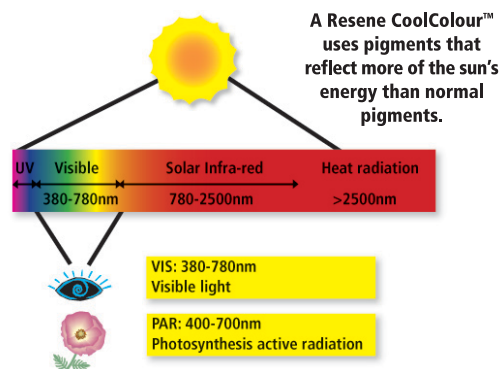 A Resene CoolColour™
uses pigments that
reflect more of the sun's
energy than normal
pigments.
UV Visible Solar Infra-red Heat radiation
380-780nm 780-2500nm >2500nm
VIS: 380-780nm
Visible light
PAR: 400-700nm
Photosynthesis active radiation